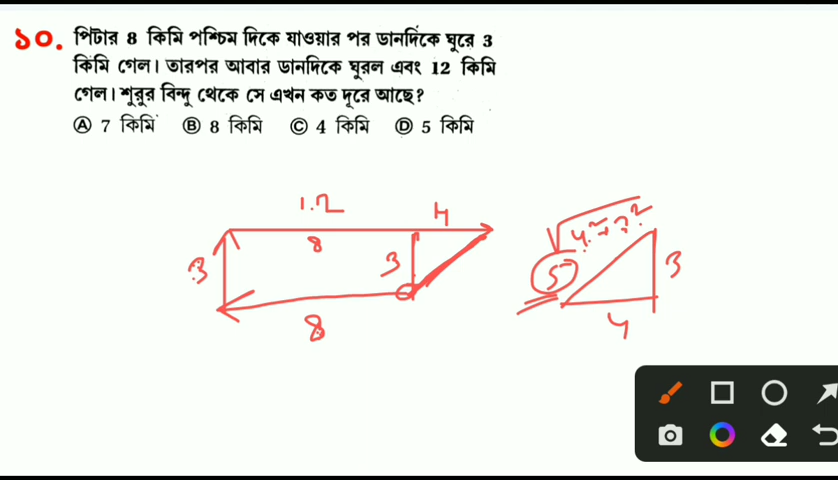 ১০. পিটার 8 কিমি পশ্চিম দিকে যাওয়ার পর ডানদিকে ঘুরে 3
কিমি গেল। তারপর আবার ডানদিকে ঘুরল এবং 12 কিমি
গেল। শুরুর বিন্দু থেকে সে এখন কত দূরে আছে?
Ⓐ 7 কিমি Ⓑ 8 কিমি Ⓒ 4 কিমি Ⓓ 5 কিমি
12 4
8
3 3
8
5 3
4